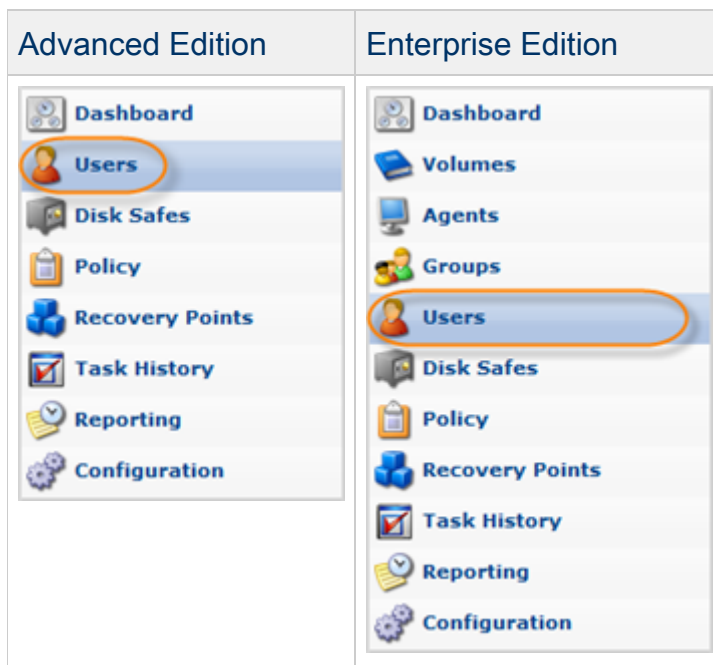 Advanced Edition
Enterprise Edition
Dashboard
Users
Disk Safes
Policy
Recovery Points
Task History
Reporting
Configuration
Dashboard
Volumes
Agents
Groups
Users
Disk Safes
Policy
Recovery Points
Task History
Reporting
Configuration